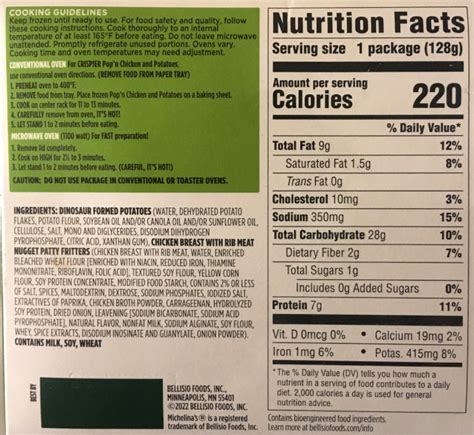 COOKING GUIDELINES
Keep frozen until ready to use. For food safety and quality, follow
these cooking instructions. Cook thoroughly to an internal
temperature of at least 165°F before eating. Do not leave microwave
unattended. Promptly refrigerate unused portions. Ovens vary.
Cooking time and oven temperatures may need adjustment.
CONVENTIONAL OVEN For CRISPIER Pop'n Chicken and Potatoes,
use conventional oven directions. (REMOVE FOOD FROM PAPER TRAY)
1. PREHEAT oven to 400°F.
2. REMOVE food from tray. Place frozen Pop'n Chicken and Potatoes on a baking sheet.
3. COOK on center rack for 11 to 13 minutes.
4. CAREFULLY remove from oven, IT'S HOT!
5. LET STAND 1 to 2 minutes before eating.
MICROWAVE OVEN (1100 watt) For FAST preparation!
1. Remove lid completely.
2. Cook on HIGH for 2½ to 3 minutes.
3. Let stand 1 to 2 minutes before eating. (CAREFUL, IT'S HOT!)
CAUTION: DO NOT USE PACKAGE IN CONVENTIONAL OR TOASTER OVENS.
INGREDIENTS: DINOSAUR FORMED POTATOES (WATER, DEHYDRATED POTATO
FLAKES, POTATO FLOUR, SOYBEAN OIL AND/OR CANOLA OIL AND/OR SUNFLOWER OIL,
CELLULOSE, SALT, MONO AND DIGLYCERIDES, DISODIUM DIHYDROGEN
PYROPHOSPHATE, CITRIC ACID, XANTHAN GUM). CHICKEN BREAST WITH RIB MEAT
NUGGET PATTY FRITTERS (CHICKEN BREAST WITH RIB MEAT, WATER, ENRICHED
BLEACHED WHEAT FLOUR [ENRICHED WITH NIACIN, REDUCED IRON, THIAMINE
MONONITRATE, RIBOFLAVIN, FOLIC ACID], TEXTURED SOY FLOUR, YELLOW CORN
FLOUR, SOY PROTEIN CONCENTRATE, MODIFIED FOOD STARCH, CONTAINS 2% OR LESS
OF SALT, SPICES, MALTODEXTRIN, DEXTROSE, SODIUM PHOSPHATES, IODIZED SALT,
EXTRACTIVES OF PAPRIKA, CHICKEN BROTH POWDER, CARRAGEENAN, HYDROLYZED
SOY PROTEIN, DRIED ONION, LEAVENING [SODIUM BICARBONATE, SODIUM ACID
PYROPHOSPHATE], NATURAL FLAVOR, NONFAT MILK, SODIUM ALGINATE, SOY FLOUR,
WHEY, SPICE EXTRACTIVES, DISODIUM INOSINATE AND GUANYLATE, ONION POWDER).
CONTAINS MILK, SOY, WHEAT
BEST BY
BELLISIO FOODS, INC.
MINNEAPOLIS, MN 55401
©2022 BELLISIO FOODS, INC.
Michelina's® is a registered
trademark of Bellisio Foods, Inc.
Nutrition Facts
Serving size 1 package (128g)
Amount per serving
Calories 220
% Daily Value*
Total Fat 9g 12%
Saturated Fat 1.5g 8%
Trans Fat 0g
Cholesterol 10mg 3%
Sodium 350mg 15%
Total Carbohydrate 28g 10%
Dietary Fiber 2g 7%
Total Sugars 1g
Includes 0g Added Sugars 0%
Protein 7g 11%
Vit. D 0mcg 0% • Calcium 19mg 2%
Iron 1mg 6% • Potas. 415mg 8%
*The % Daily Value (DV) tells you how much a
nutrient in a serving of food contributes to a daily
diet. 2,000 calories a day is used for general
nutrition advice.
Contains bioengineered food ingredients.
Learn more at bellisiofoods.com/info